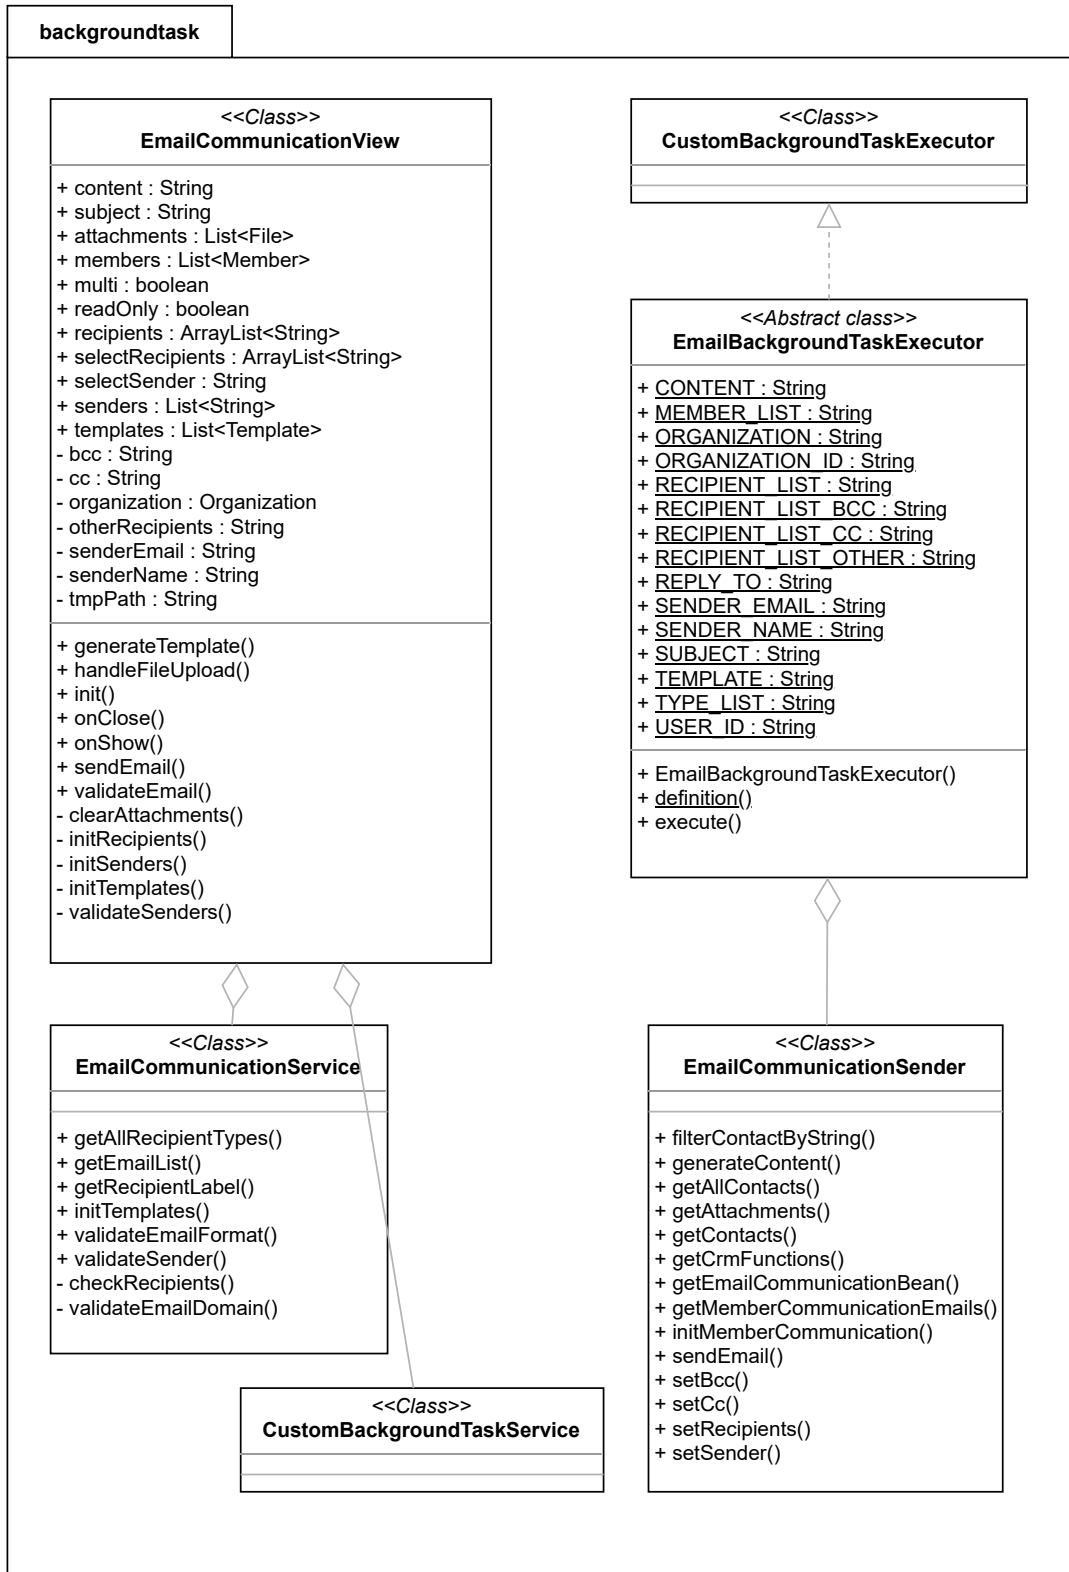 backgroundtask
<<Class>>
EmailCommunicationView
+ content : String
+ subject : String
+ attachments : List<File>
+ members : List<Member>
+ multi : boolean
+ readOnly : boolean
+ recipients : ArrayList<String>
+ selectRecipients : ArrayList<String>
+ selectSender : String
+ senders : List<String>
+ templates : List<Template>
- bcc : String
- cc : String
- organization : Organization
- otherRecipients : String
- senderEmail : String
- senderName : String
- tmpPath : String
+ generateTemplate()
+ handleFileUpload()
+ init()
+ onClose()
+ onShow()
+ sendEmail()
+ validateEmail()
- clearAttachments()
- initRecipients()
- initSenders()
- initTemplates()
- validateSenders()
<<Class>>
CustomBackgroundTaskExecutor
<<Abstract class>>
EmailBackgroundTaskExecutor
+ CONTENT : String
+ MEMBER_LIST : String
+ ORGANIZATION : String
+ ORGANIZATION_ID : String
+ RECIPIENT_LIST : String
+ RECIPIENT_LIST_BCC : String
+ RECIPIENT_LIST_CC : String
+ RECIPIENT_LIST_OTHER : String
+ REPLY_TO : String
+ SENDER_EMAIL : String
+ SENDER_NAME : String
+ SUBJECT : String
+ TEMPLATE : String
+ TYPE_LIST : String
+ USER_ID : String
+ EmailBackgroundTaskExecutor()
+ definition()
+ execute()
<<Class>>
EmailCommunicationService
+ getAllRecipientTypes()
+ getEmailList()
+ getRecipientLabel()
+ initTemplates()
+ validateEmailFormat()
+ validateSender()
- checkRecipients()
- validateEmailDomain()
<<Class>>
CustomBackgroundTaskService
<<Class>>
EmailCommunicationSender
+ filterContactByString()
+ generateContent()
+ getAllContacts()
+ getAttachments()
+ getContacts()
+ getCrmFunctions()
+ getEmailCommunicationBean()
+ getMemberCommunicationEmails()
+ initMemberCommunication()
+ sendEmail()
+ setBcc()
+ setCc()
+ setRecipients()
+ setSender()